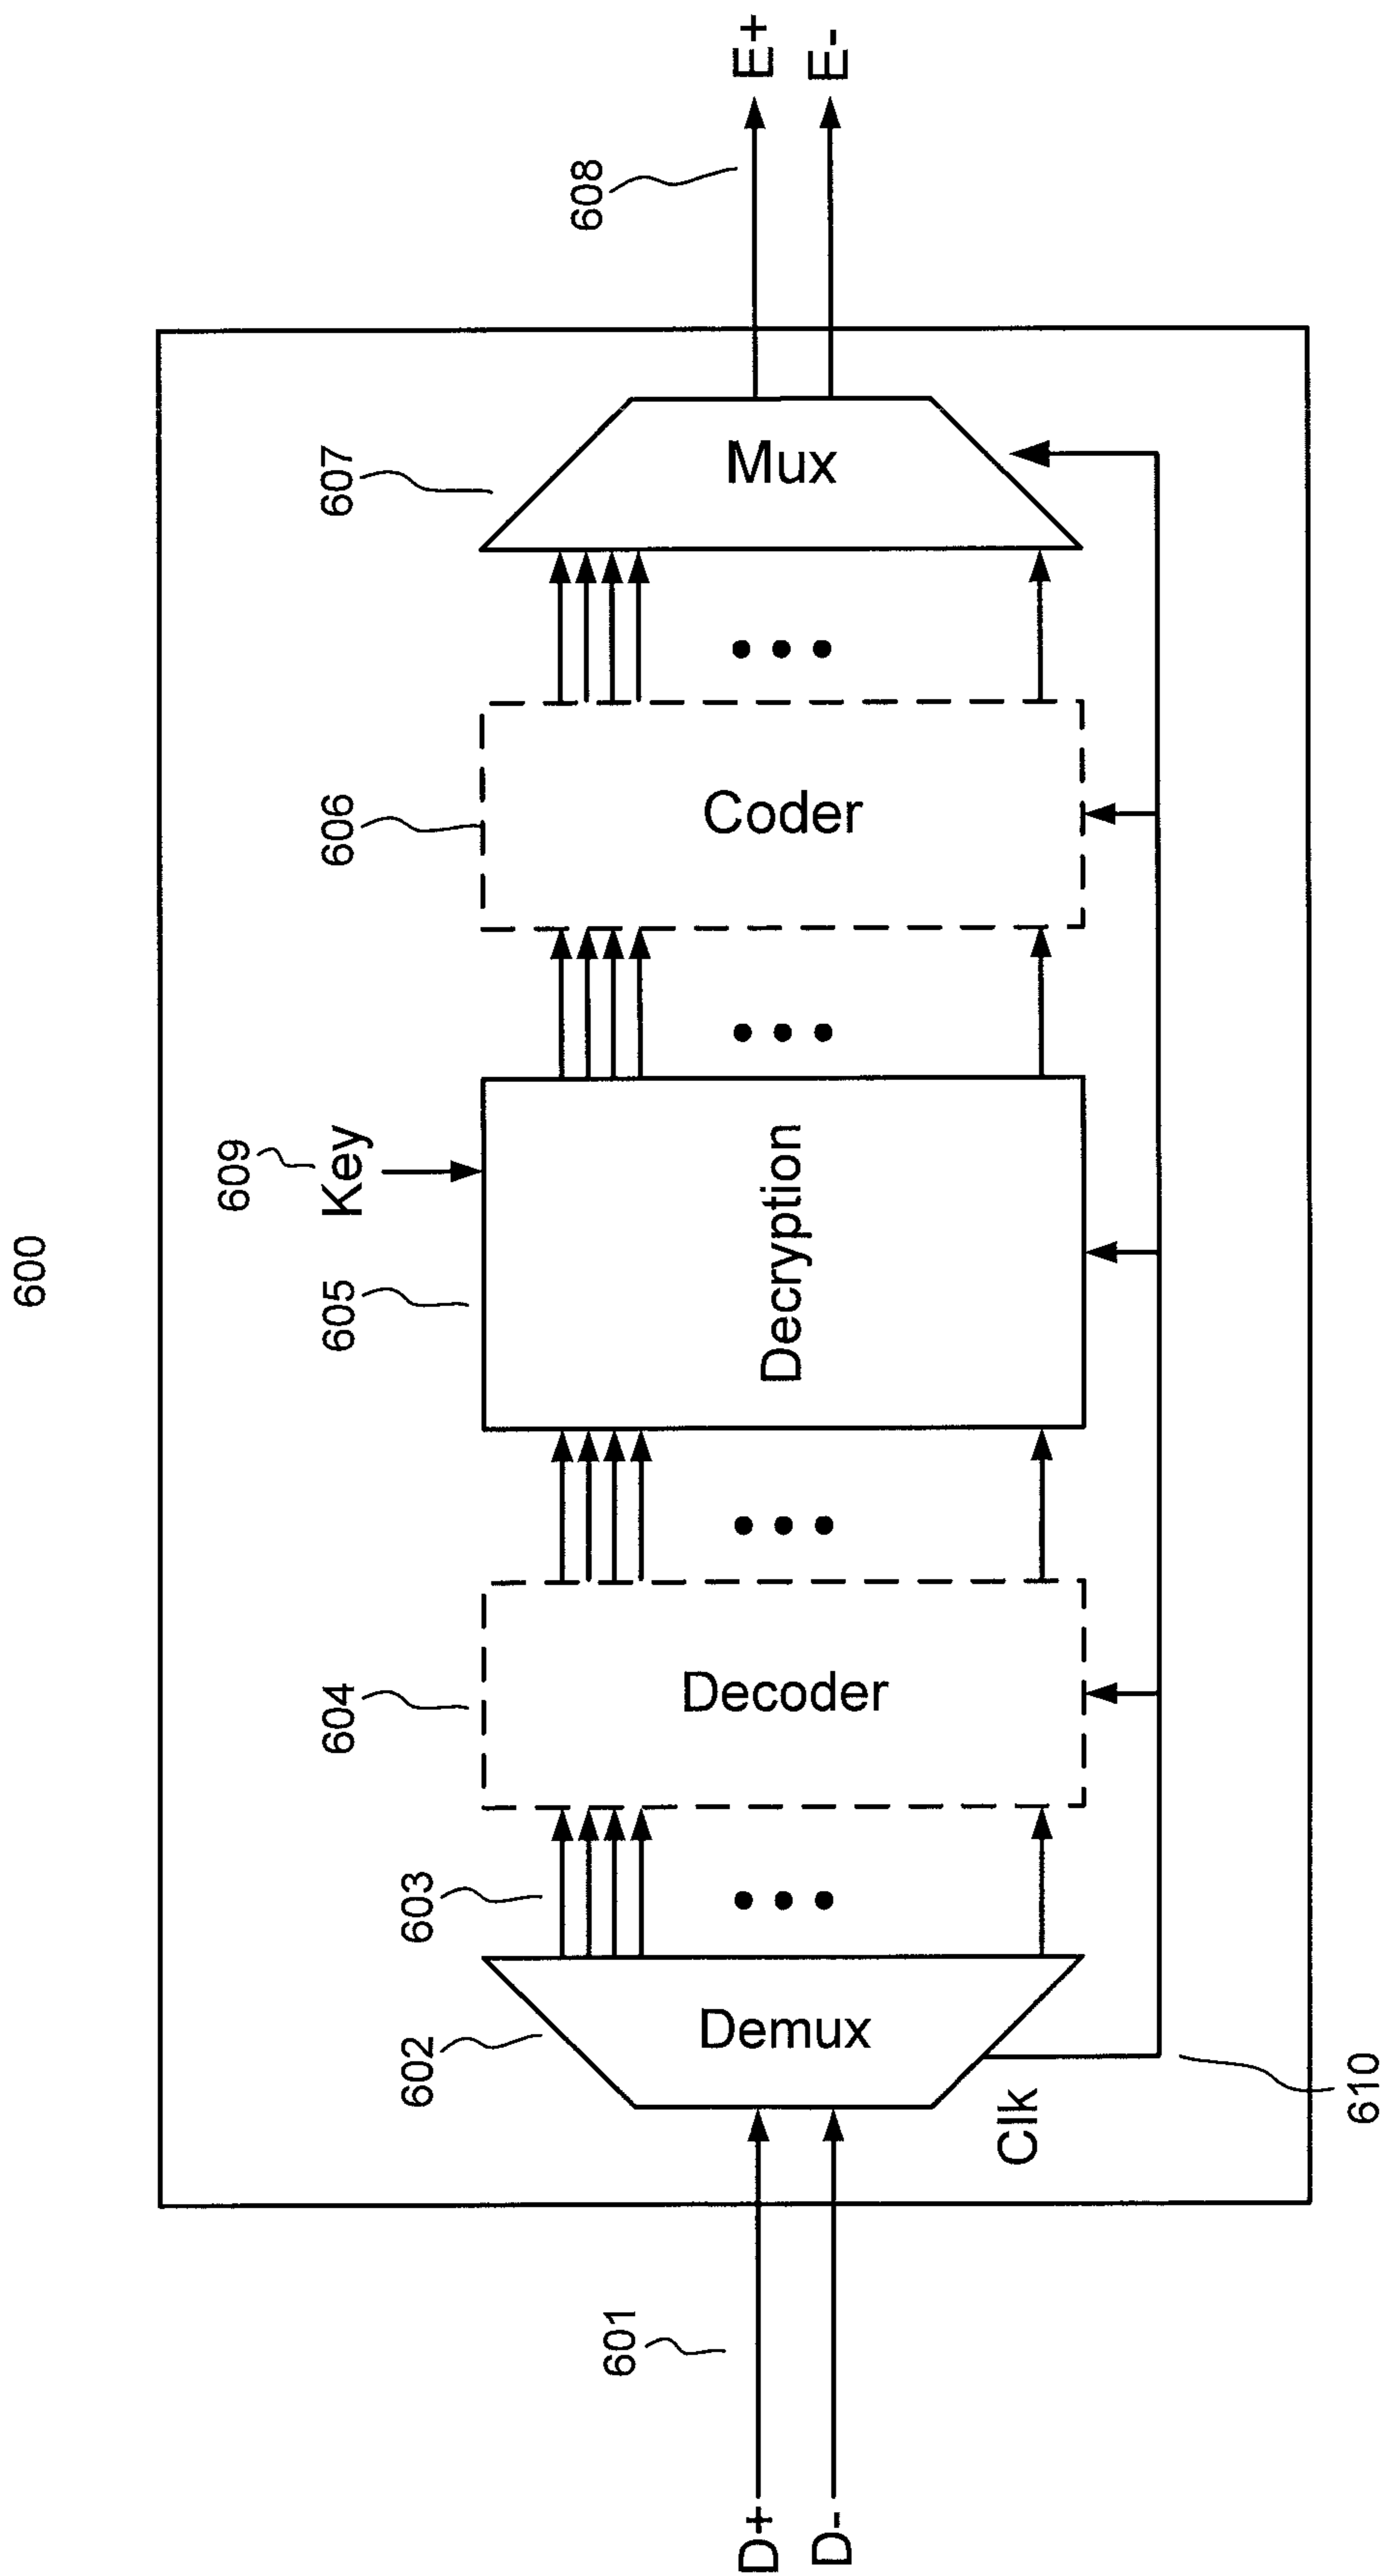 600
D+
D-
601
602
Demux
Clk
610
603
604
Decoder
605
Decryption
609
Key
606
Coder
607
Mux
608
E+
E-